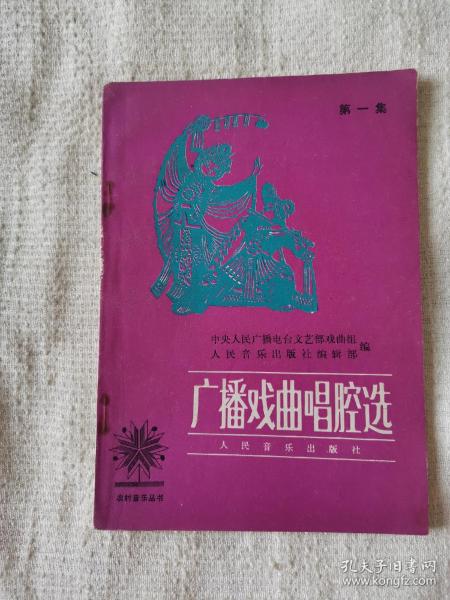 第一集
中央人民广播电台文艺部戏曲组
人民音乐出版社编辑部
编
广播戏曲唱腔选
人民音乐出版社
农村音乐丛书
孔夫子旧书网
www.kongfz.com